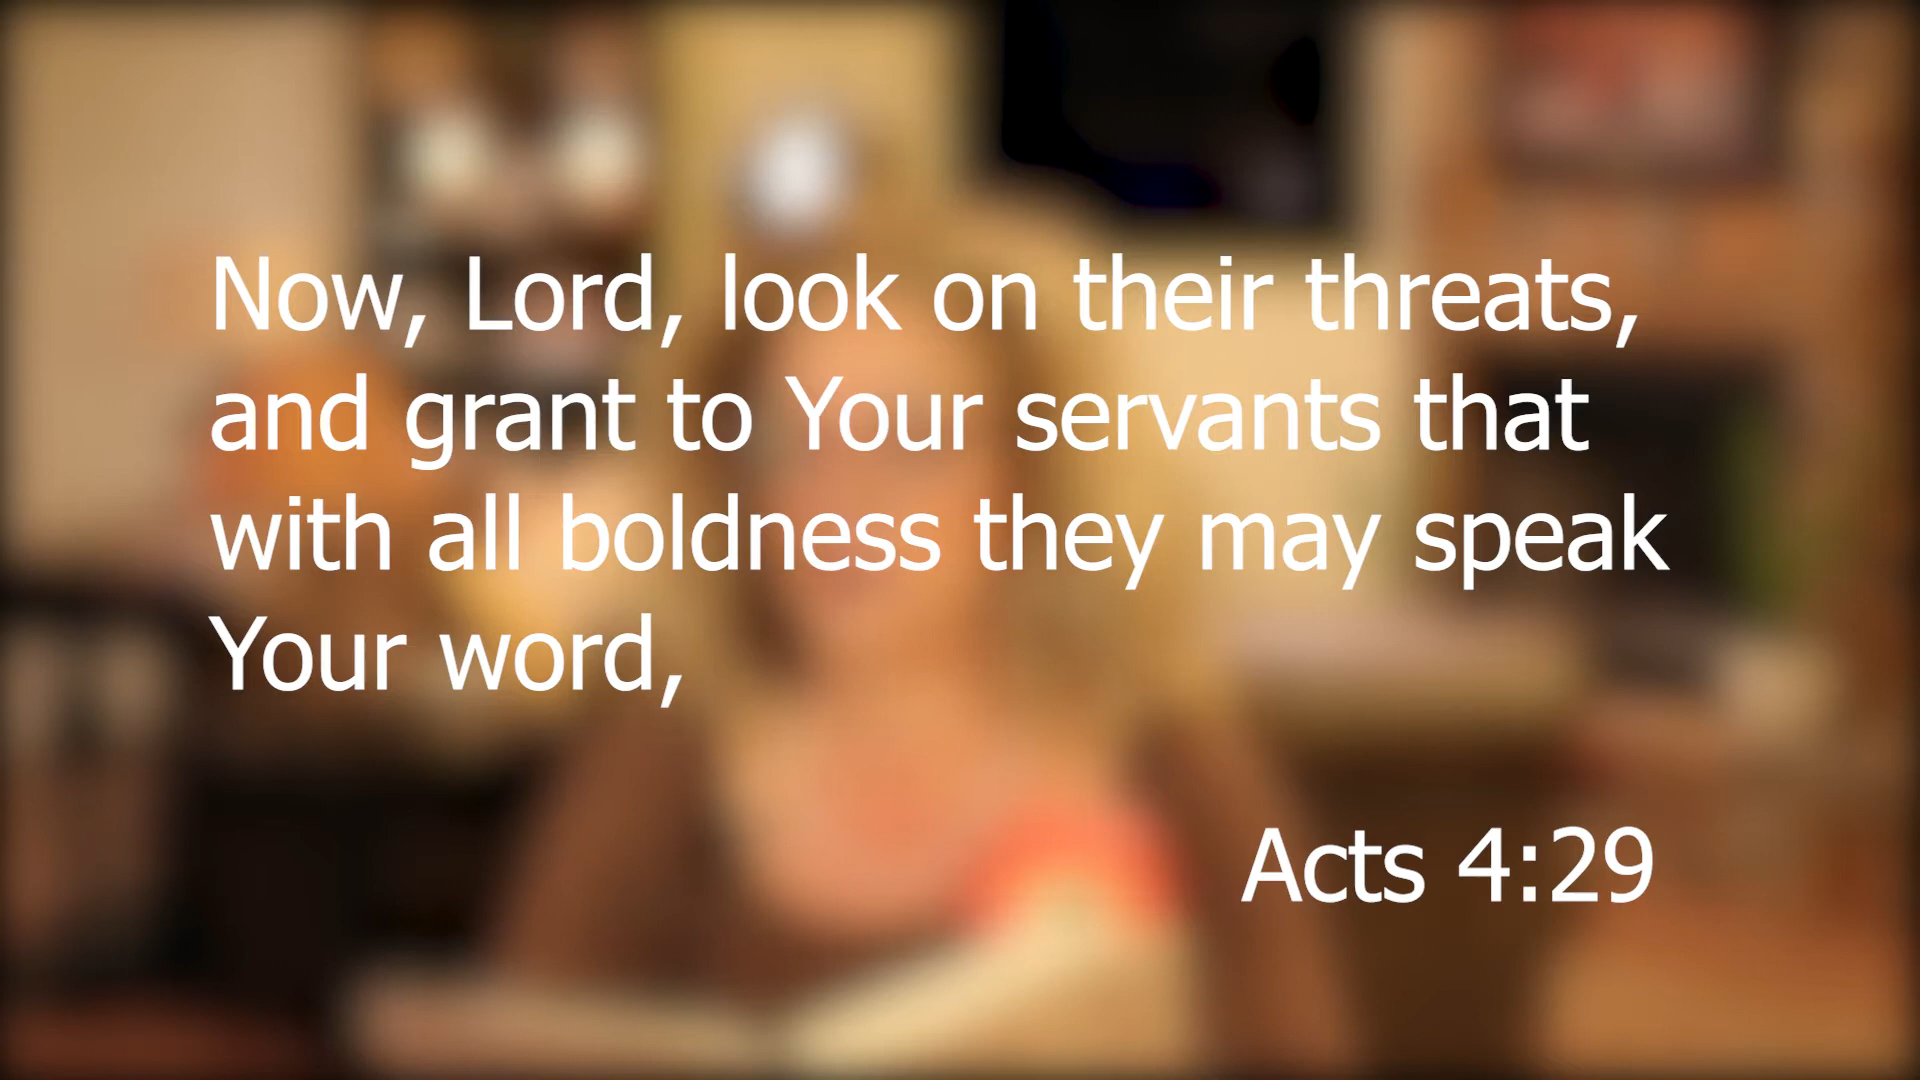 Now, Lord, look on their threats,
and grant to Your servants that
with all boldness they may speak
Your word,
Acts 4:29